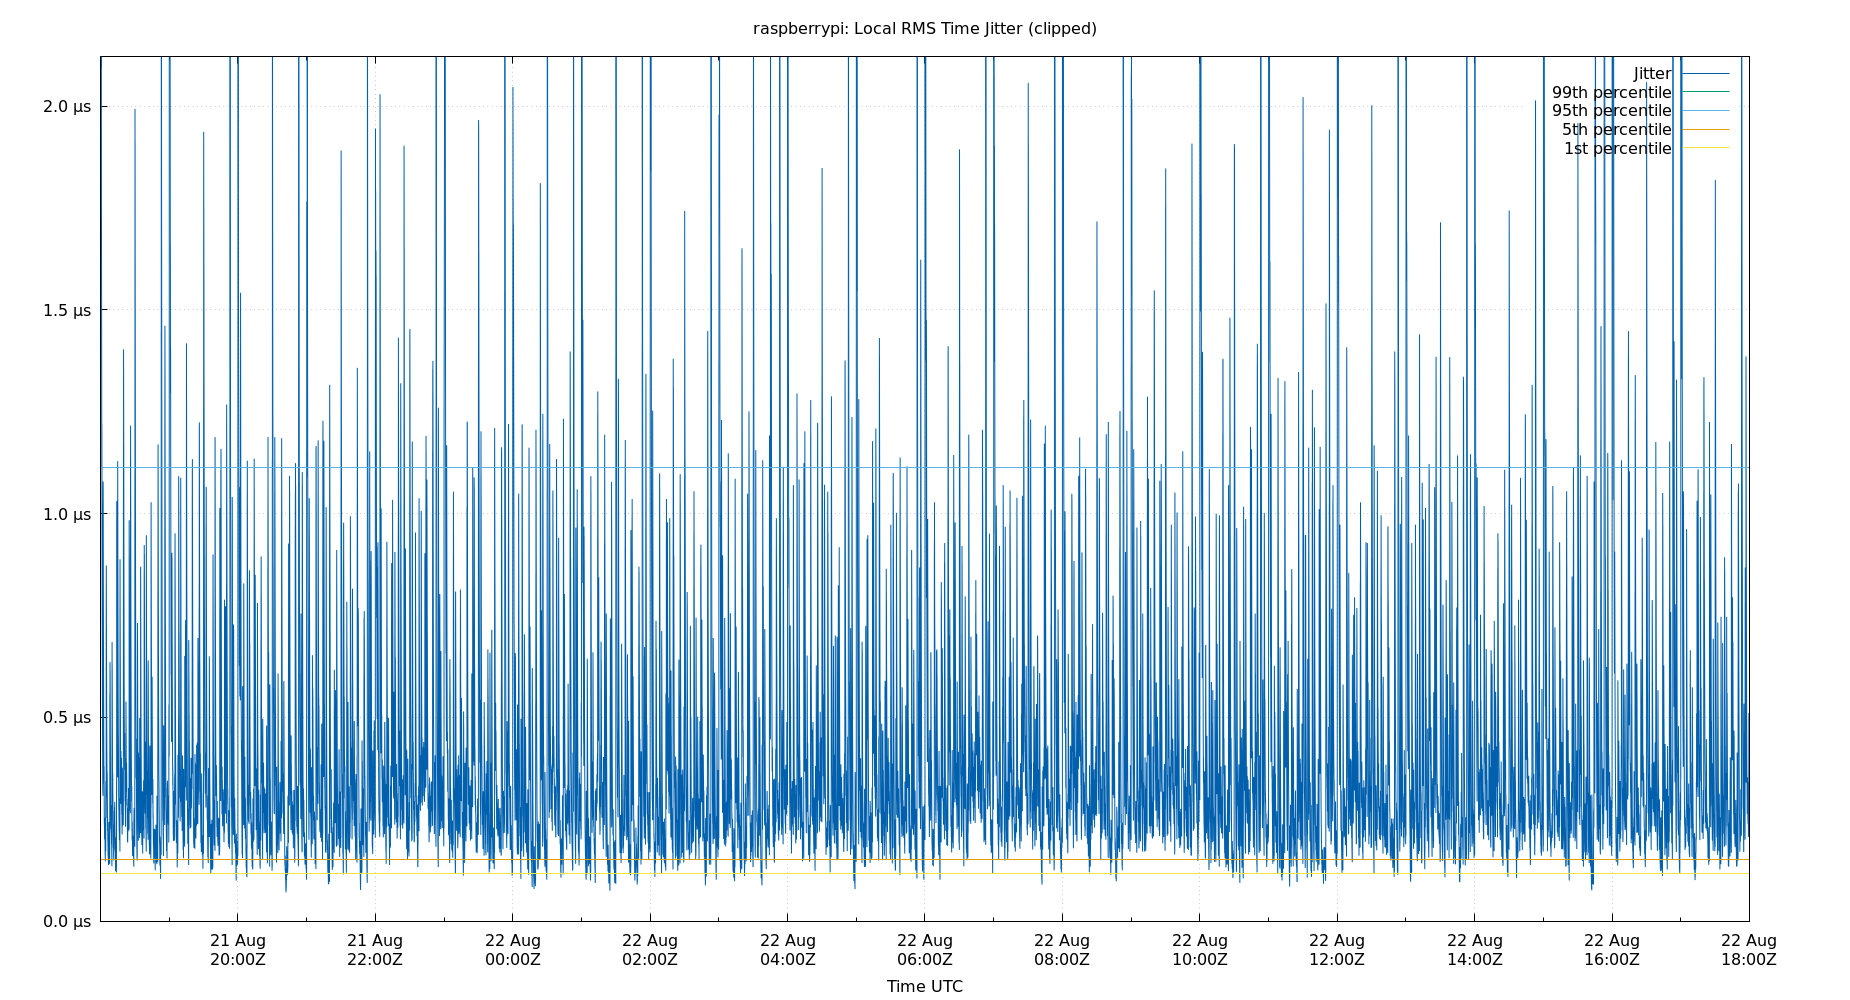 raspberrypi: Local RMS Time Jitter (clipped)
Jitter
99th percentile
95th percentile
5th percentile
1st percentile
2.0 µs
1.5 µs
1.0 µs
0.5 µs
0.0 µs
21 Aug 21 Aug 22 Aug 22 Aug 22 Aug 22 Aug 22 Aug 22 Aug 22 Aug 22 Aug 22 Aug 22 Aug
20:00Z 22:00Z 00:00Z 02:00Z 04:00Z 06:00Z 08:00Z 10:00Z 12:00Z 14:00Z 16:00Z 18:00Z
Time UTC